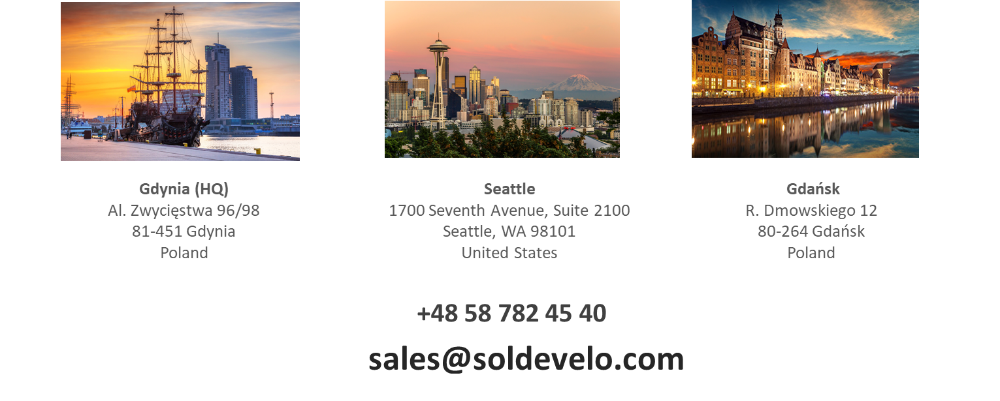 Gdynia (HQ)
Al. Zwycięstwa 96/98
81-451 Gdynia
Poland
Seattle
1700 Seventh Avenue, Suite 2100
Seattle, WA 98101
United States
Gdańsk
R. Dmowskiego 12
80-264 Gdańsk
Poland
+48 58 782 45 40
sales@soldevelo.com